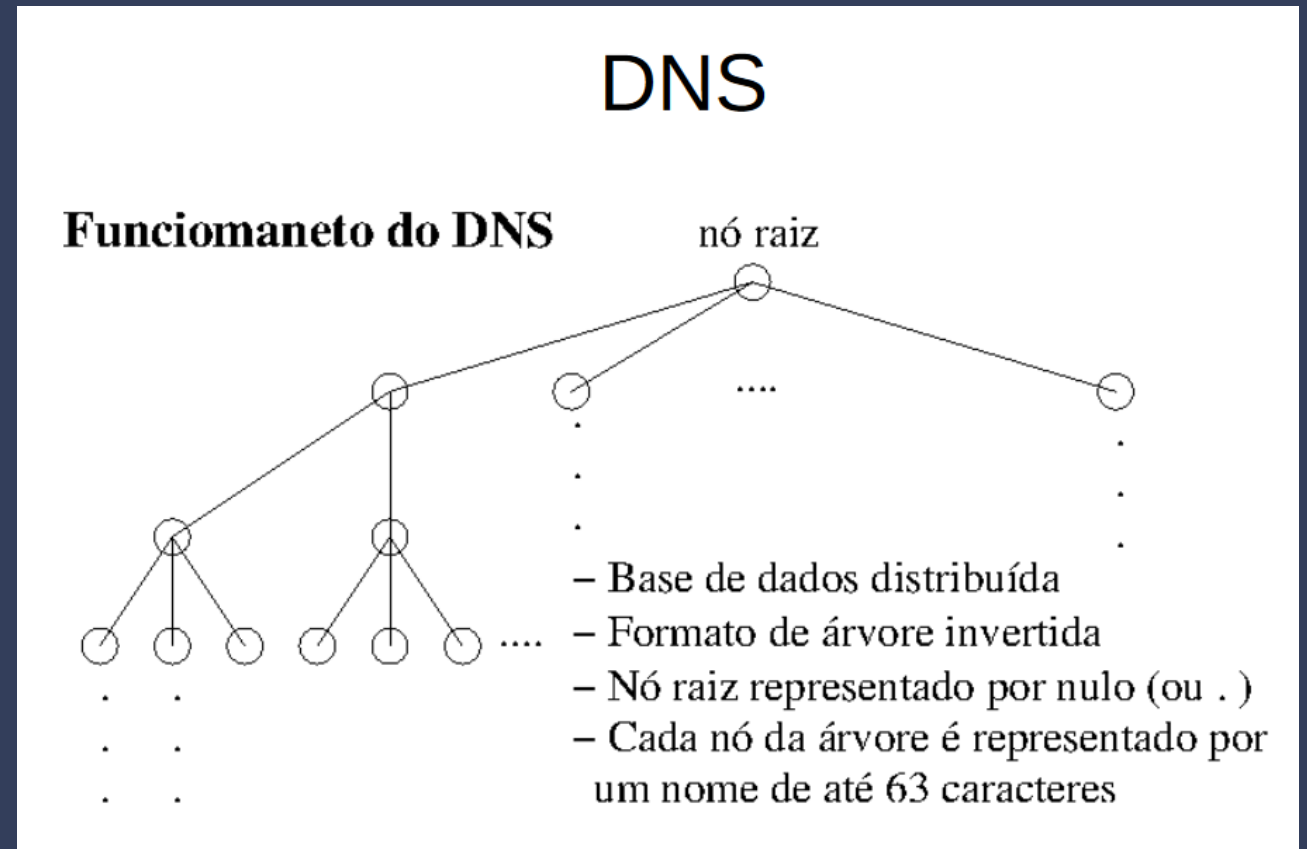 DNS
Funciomaneto do DNS
nó raiz
....
....
– Base de dados distribuída
– Formato de árvore invertida
– Nó raiz representado por nulo (ou . )
– Cada nó da árvore é representado por
um nome de até 63 caracteres